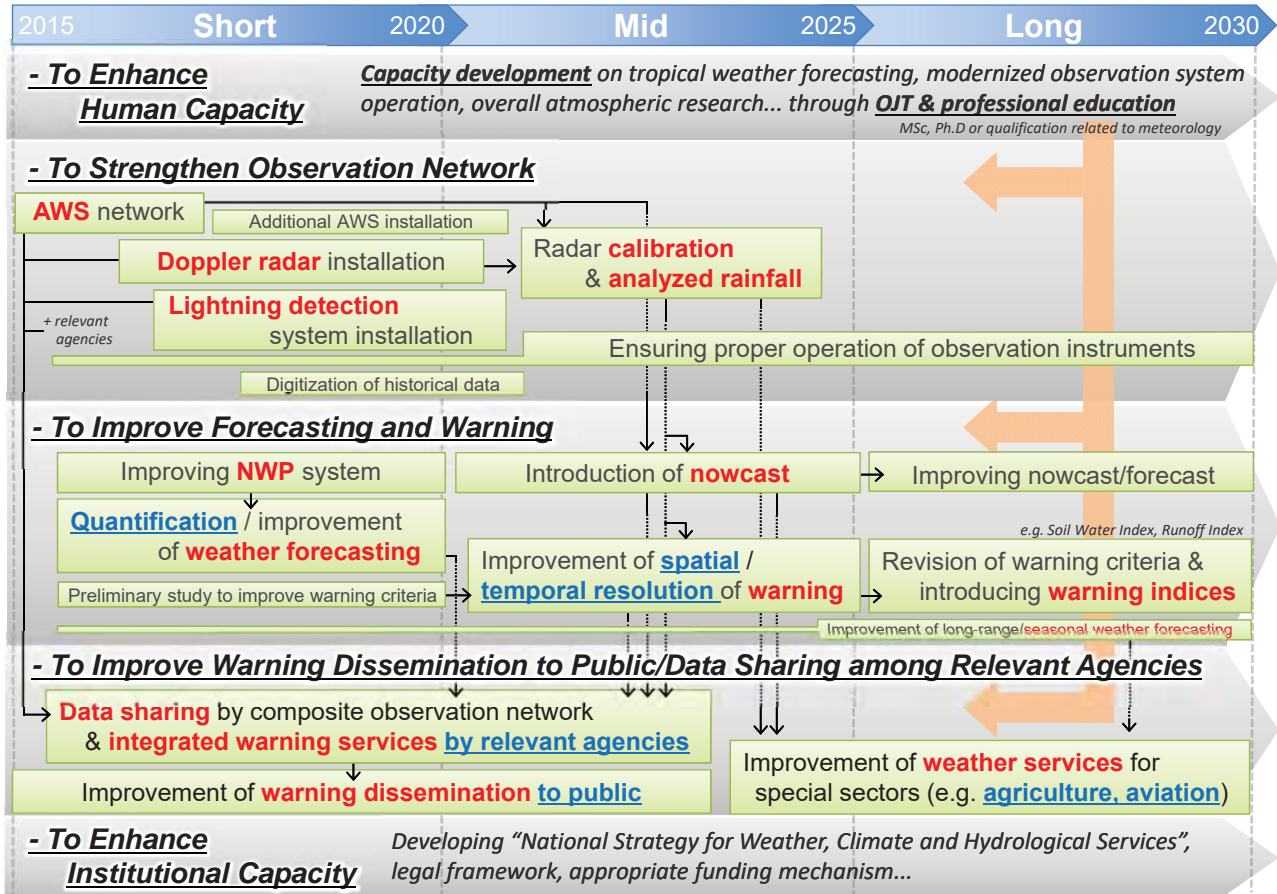 2015 Short 2020 Mid 2025 Long 2030
- To Enhance
Human Capacity
Capacity development on tropical weather forecasting, modernized observation system
operation, overall atmospheric research... through OJT & professional education
MSc, Ph.D or qualification related to meteorology
- To Strengthen Observation Network
AWS network
Additional AWS installation
Doppler radar installation
Radar calibration
& analyzed rainfall
Lightning detection
system installation
+ relevant
agencies
Ensuring proper operation of observation instruments
Digitization of historical data
- To Improve Forecasting and Warning
Improving NWP system
Introduction of nowcast
Improving nowcast/forecast
Quantification / improvement
of weather forecasting
e.g. Soil Water Index, Runoff Index
Improvement of spatial /
temporal resolution of warning
Revision of warning criteria &
introducing warning indices
Preliminary study to improve warning criteria
Improvement of long-range/seasonal weather forecasting
- To Improve Warning Dissemination to Public/Data Sharing among Relevant Agencies
Data sharing by composite observation network
& integrated warning services by relevant agencies
Improvement of warning dissemination to public
Improvement of weather services for
special sectors (e.g. agriculture, aviation)
- To Enhance
Institutional Capacity
Developing “National Strategy for Weather, Climate and Hydrological Services”,
legal framework, appropriate funding mechanism...